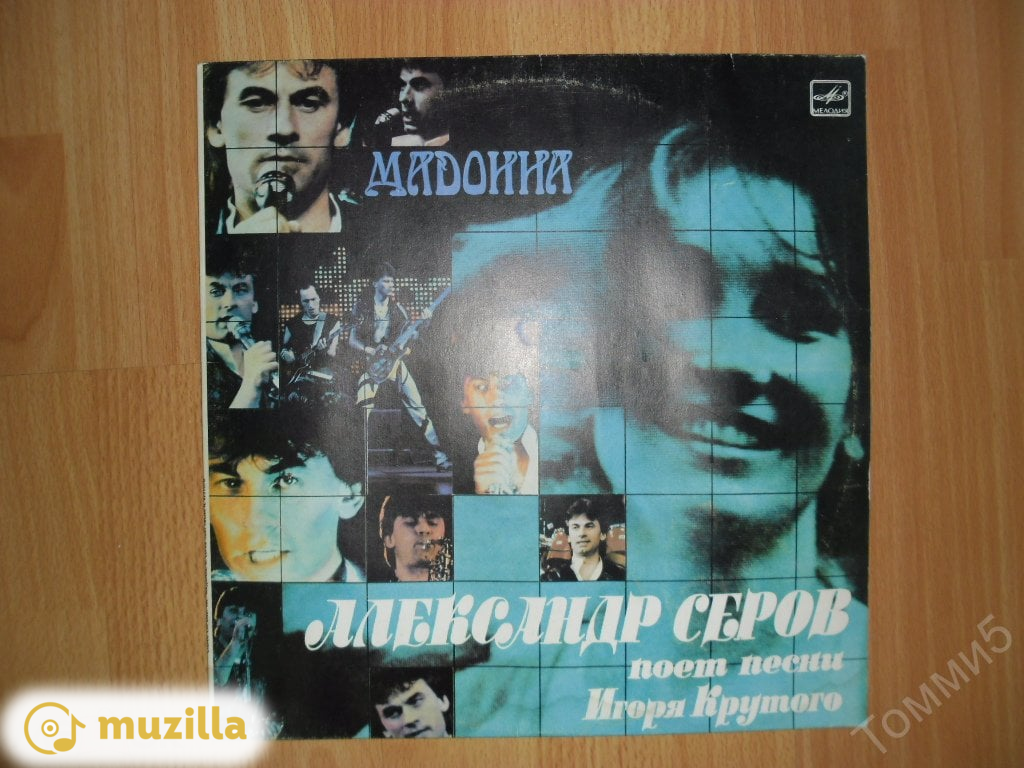 МЕЛОДИЯ
МАДОННА
АЛЕКСАНДР СЕРОВ
поет песни
Игоря Крутого
muzilla
Томми5